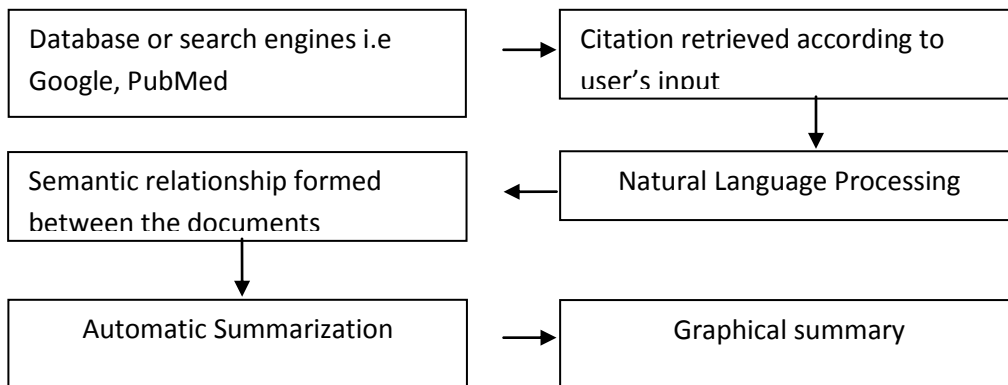 Database or search engines i.e
Google, PubMed
Citation retrieved according to
user's input
Natural Language Processing
Semantic relationship formed
between the documents
Automatic Summarization
Graphical summary